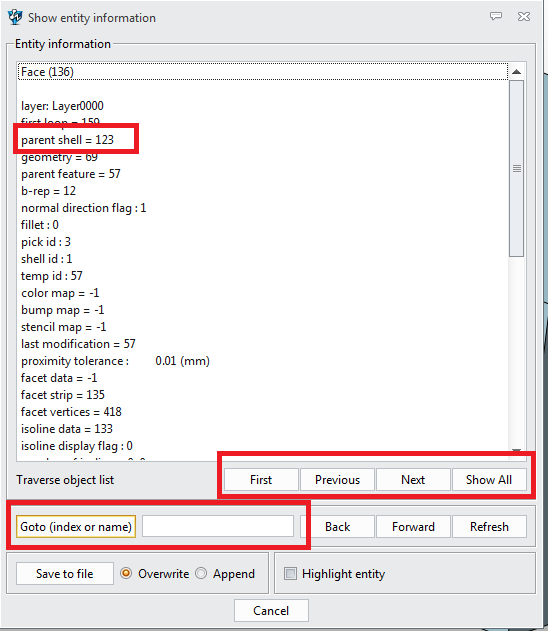 Show entity information
Entity information
Face (136)
layer: Layer0000
first loop = 159
parent shell = 123
geometry = 69
parent feature = 57
b-rep = 12
normal direction flag : 1
fillet : 0
pick id : 3
shell id : 1
temp id : 57
color map = -1
bump map = -1
stencil map = -1
last modification = 57
proximity tolerance : 0.01 (mm)
facet data = -1
facet strip = 135
facet vertices = 418
isoline data = 133
isoline display flag : 0
Traverse object list First Previous Next Show All
Goto (index or name) Back Forward Refresh
Save to file Overwrite Append Highlight entity
Cancel